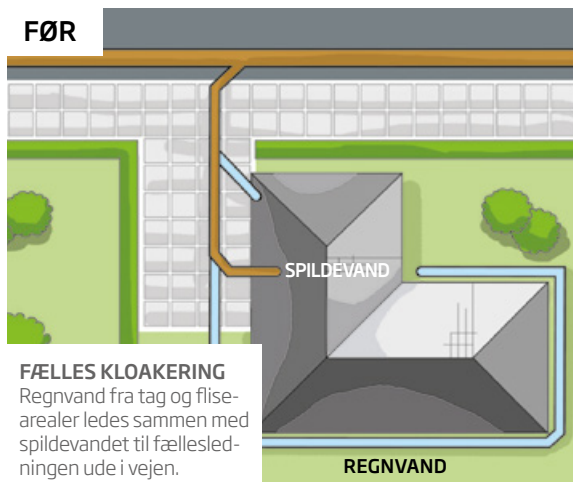 FØR
SPILDEVAND
FÆLLES KLOAKERING
Regnvand fra tag og flise-
arealer ledes sammen med
spildevandet til fællesled-
ningen ude i vejen.
REGNVAND